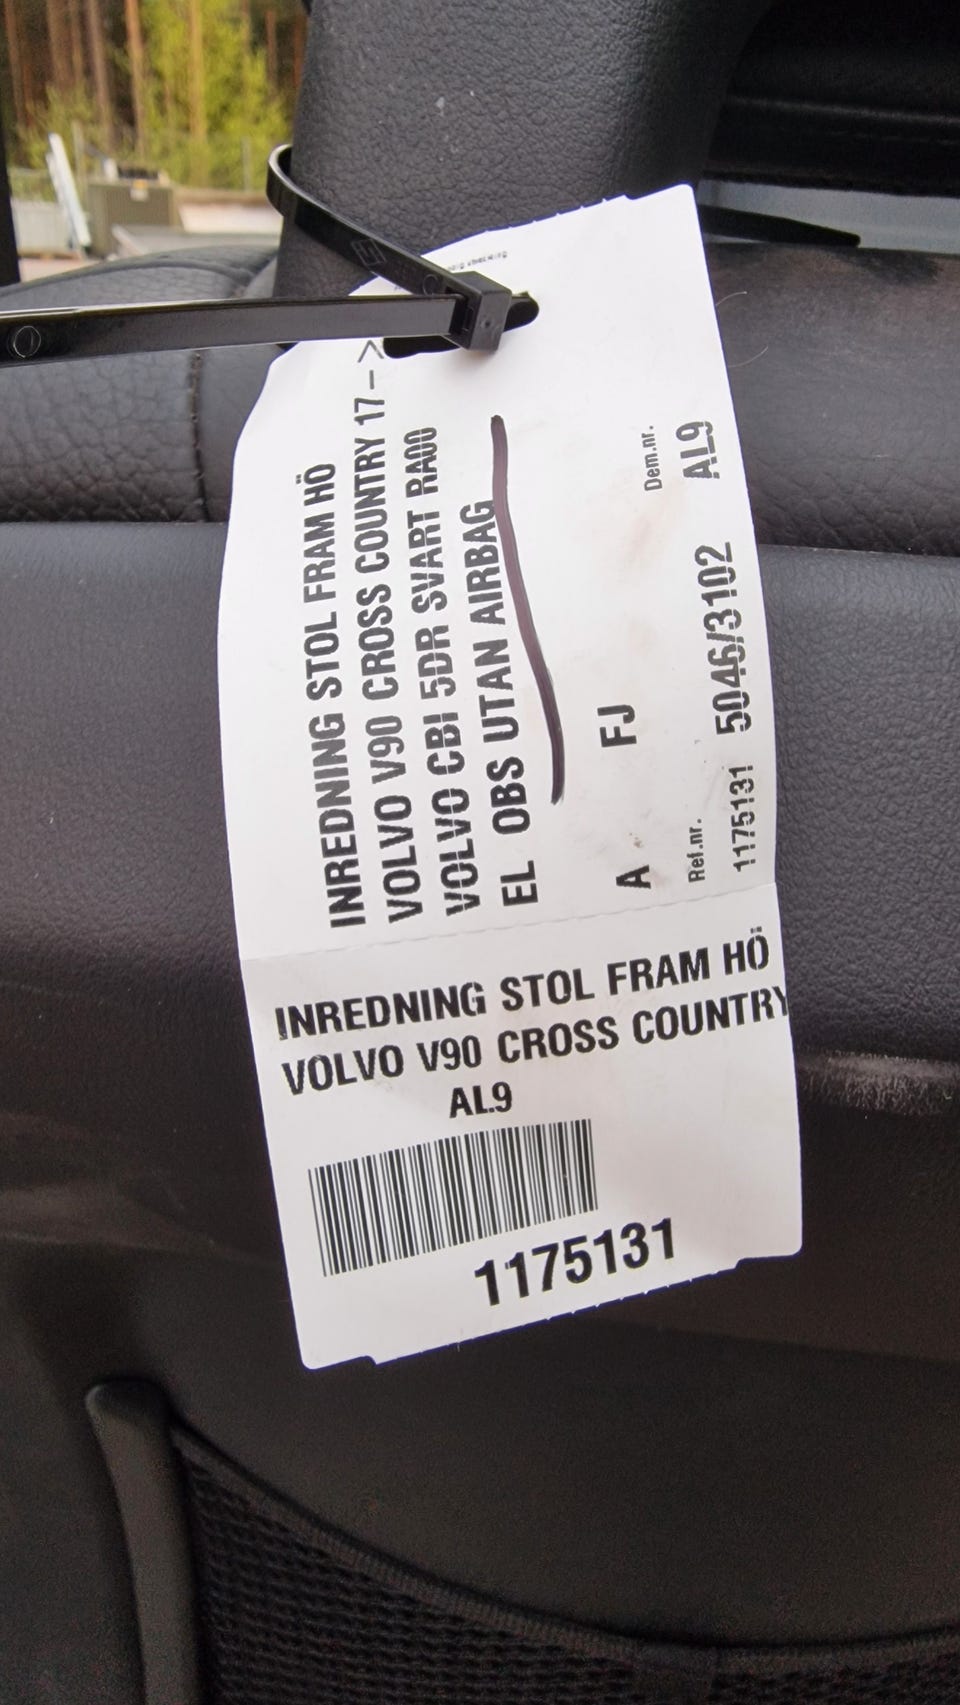 INREDNING STOL FRAM HÖ
VOLVO V90 CROSS COUNTRY 17-->
VOLVO CBI 5DR SVART RA00
EL OBS UTAN AIRBAG
A FJ
Ref.nr. Dem.nr.
1175131 5046/3102 AL9
INREDNING STOL FRAM HÖ
VOLVO V90 CROSS COUNTRY
AL9
1175131